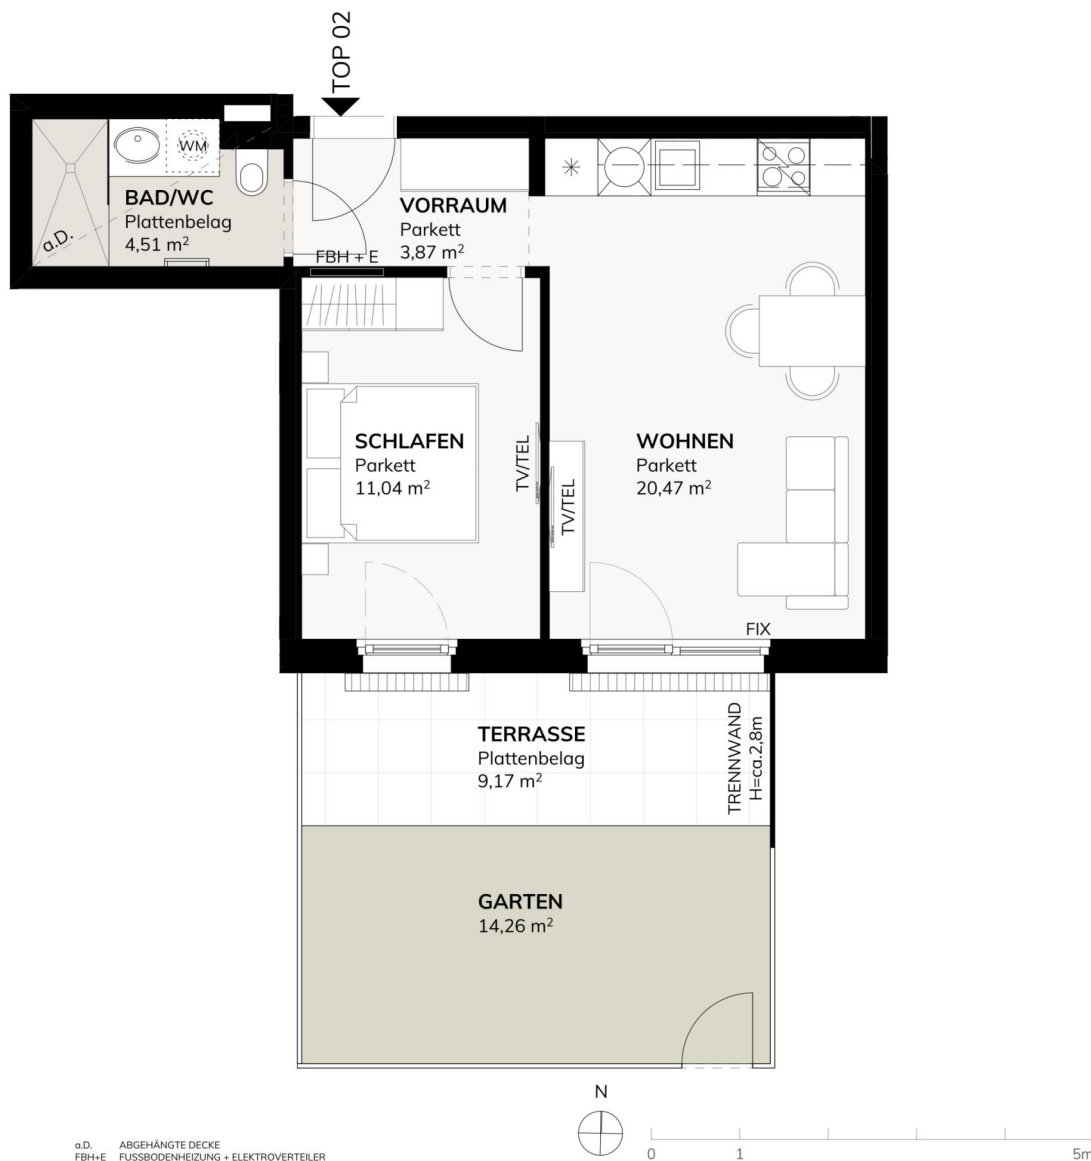 TOP 02
WM
BAD/WC
Plattenbelag
4,51 m²
a.D.
VORRAUM
Parkett
3,87 m²
FBH + E
SCHLAFEN
Parkett
11,04 m²
TV/TEL
TV/TEL
WOHNEN
Parkett
20,47 m²
FIX
TERRASSE
Plattenbelag
9,17 m²
TRENNWAND
H=ca.2,8m
GARTEN
14,26 m²
N
a.D. ABGEHÄNGTE DECKE
FBH+E FUSSBODENHEIZUNG + ELEKTROVERTEILER
0 1 5m